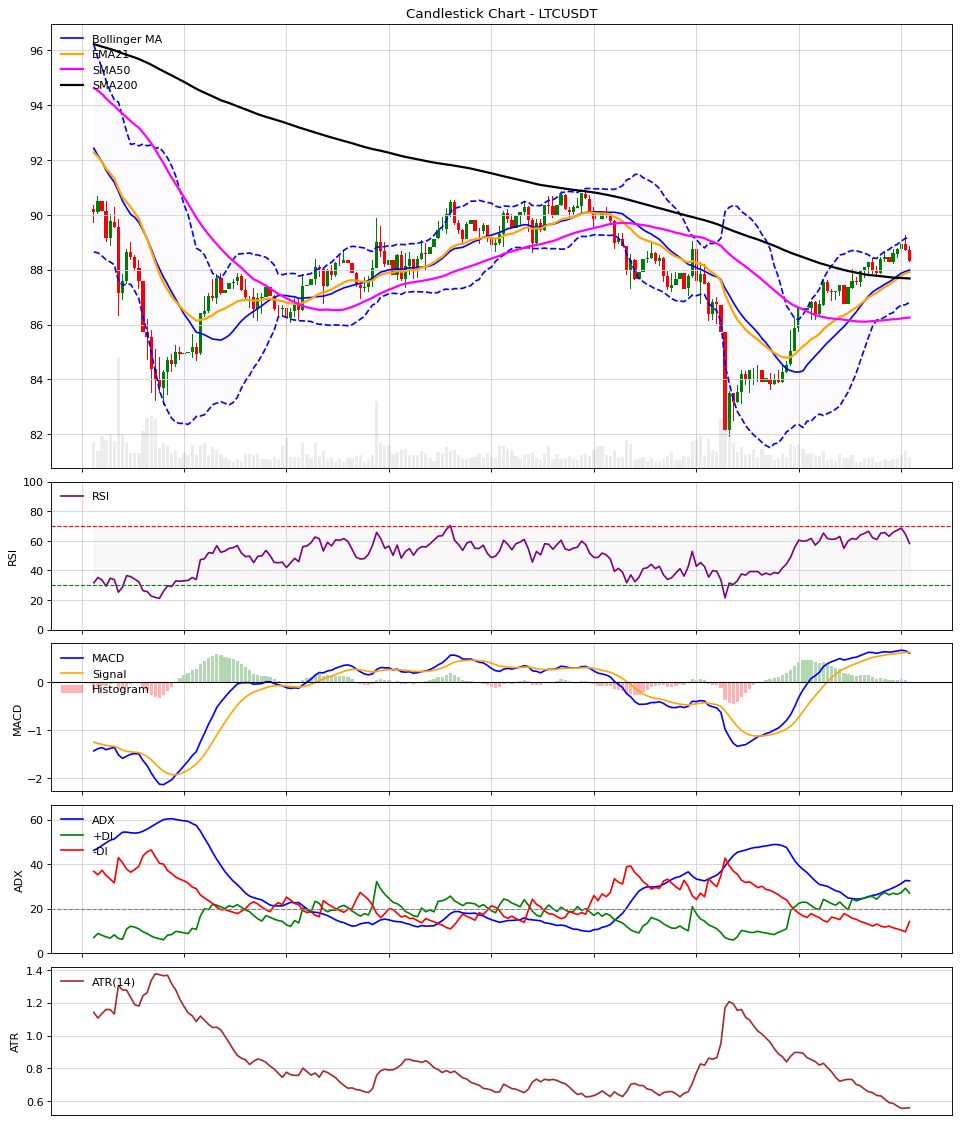 Candlestick Chart - LTCUSDT
Bollinger MA
EMA21
SMA50
SMA200
96
94
92
90
88
86
84
82
RSI
100
80
60
40
20
0
RSI
MACD
Signal
Histogram
0
−1
−2
MACD
ADX
+DI
-DI
60
40
20
0
ADX
ATR(14)
1.4
1.2
1.0
0.8
0.6
ATR